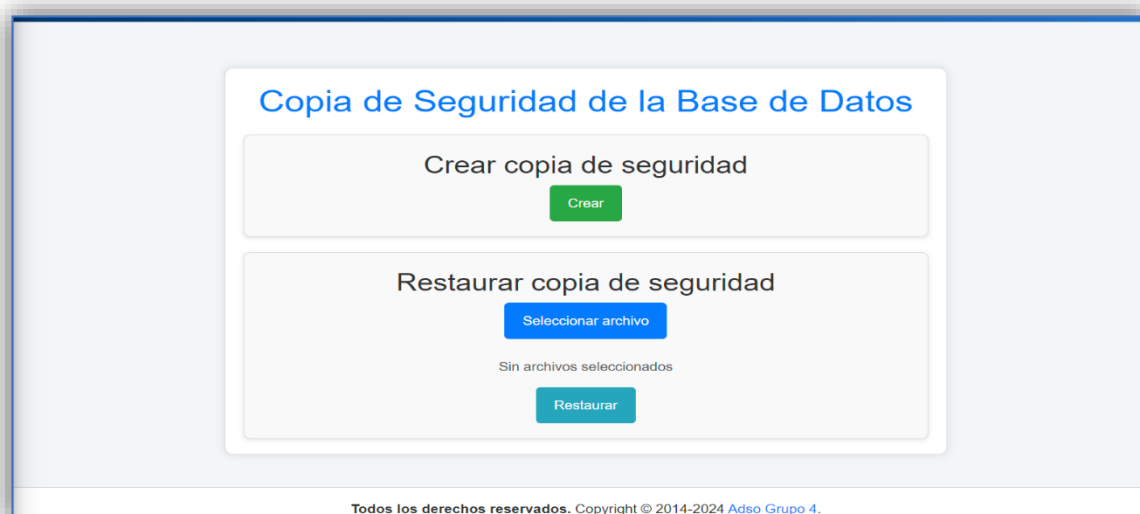 Copia de Seguridad de la Base de Datos
Crear copia de seguridad
Crear
Restaurar copia de seguridad
Seleccionar archivo
Sin archivos seleccionados
Restaurar
Todos los derechos reservados. Copyright © 2014-2024 Adso Grupo 4.